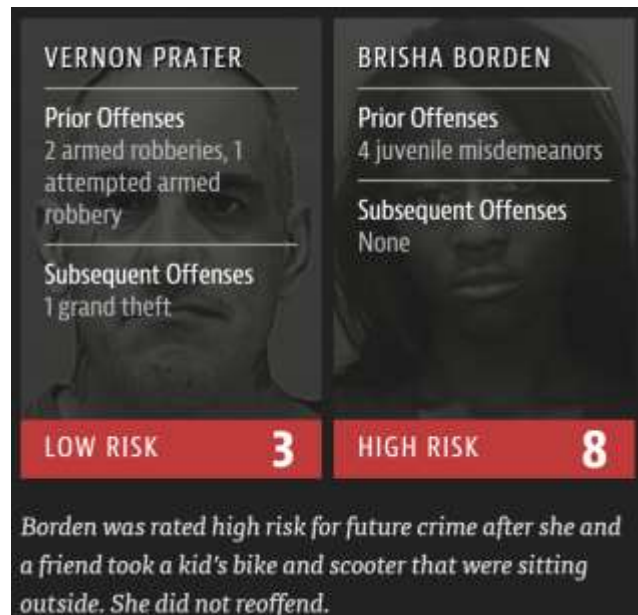 VERNON PRATER
Prior Offenses
2 armed robberies, 1
attempted armed
robbery
Subsequent Offenses
1 grand theft
LOW RISK 3
BRISHA BORDEN
Prior Offenses
4 juvenile misdemeanors
Subsequent Offenses
None
HIGH RISK 8
Borden was rated high risk for future crime after she and
a friend took a kid's bike and scooter that were sitting
outside. She did not reoffend.